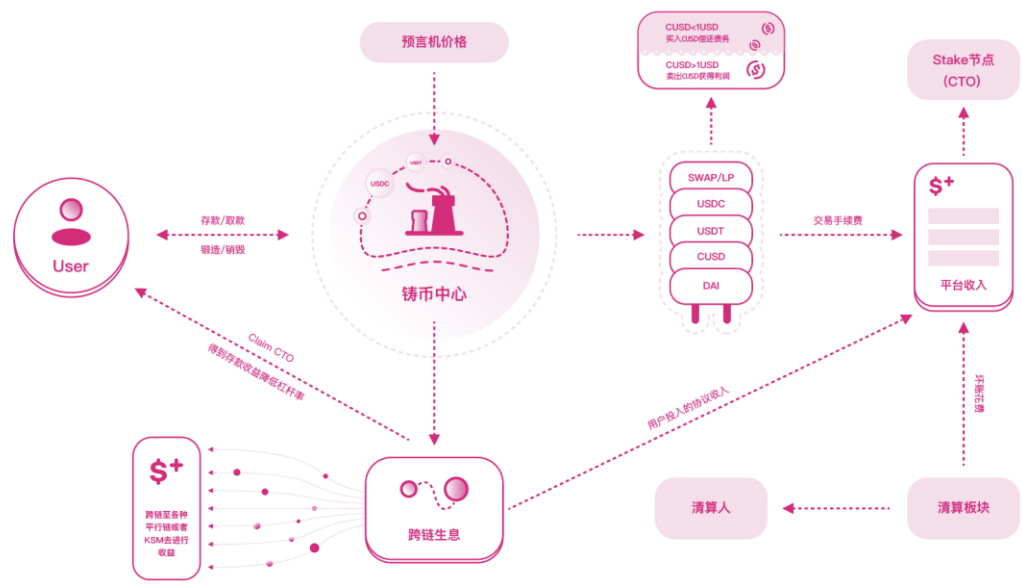 预言机价格
CUSD<1USD
买入CUSD偿还债务
CUSD>1USD
卖出CUSD获得利润
Stake节点
（CTO）
USDT
USDC
SWAP/LP
USDC
USDT
CUSD
DAI
$+
存款/取款
锻造/销毁
交易手续费
User
铸币中心
平台收入
Claim CTO
得到存款收益降低杠杆率
用户投入的协议收入
坏账花费
$+
跨链至各种
平行链或者
KSM去进行
收益
跨链生息
清算人
清算板块